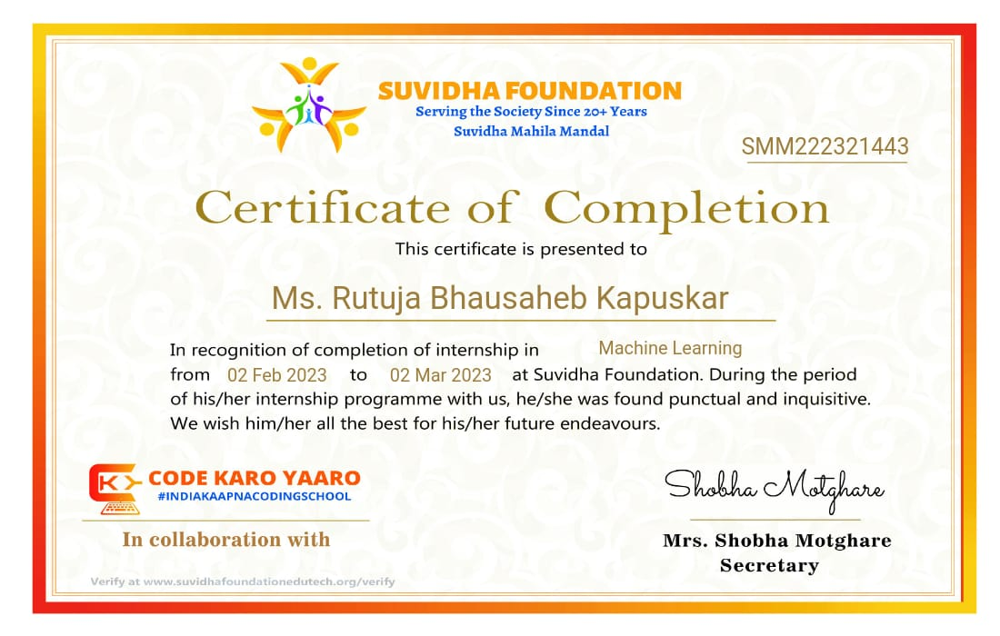 SUVIDHA FOUNDATION
Serving the Society Since 20+ Years
Suvidha Mahila Mandal
SMM222321443
Certificate of Completion
This certificate is presented to
Ms. Rutuja Bhausaheb Kapuskar
In recognition of completion of internship in Machine Learning
from 02 Feb 2023 to 02 Mar 2023 at Suvidha Foundation. During the period
of his/her internship programme with us, he/she was found punctual and inquisitive.
We wish him/her all the best for his/her future endeavours.
CK CODE KARO YAARO
#INDIKAAPNACODINGSCHOOL
In collaboration with
Shobha Motghare
Mrs. Shobha Motghare
Secretary
Verify at www.suvidhafoundationedutech.org/verify